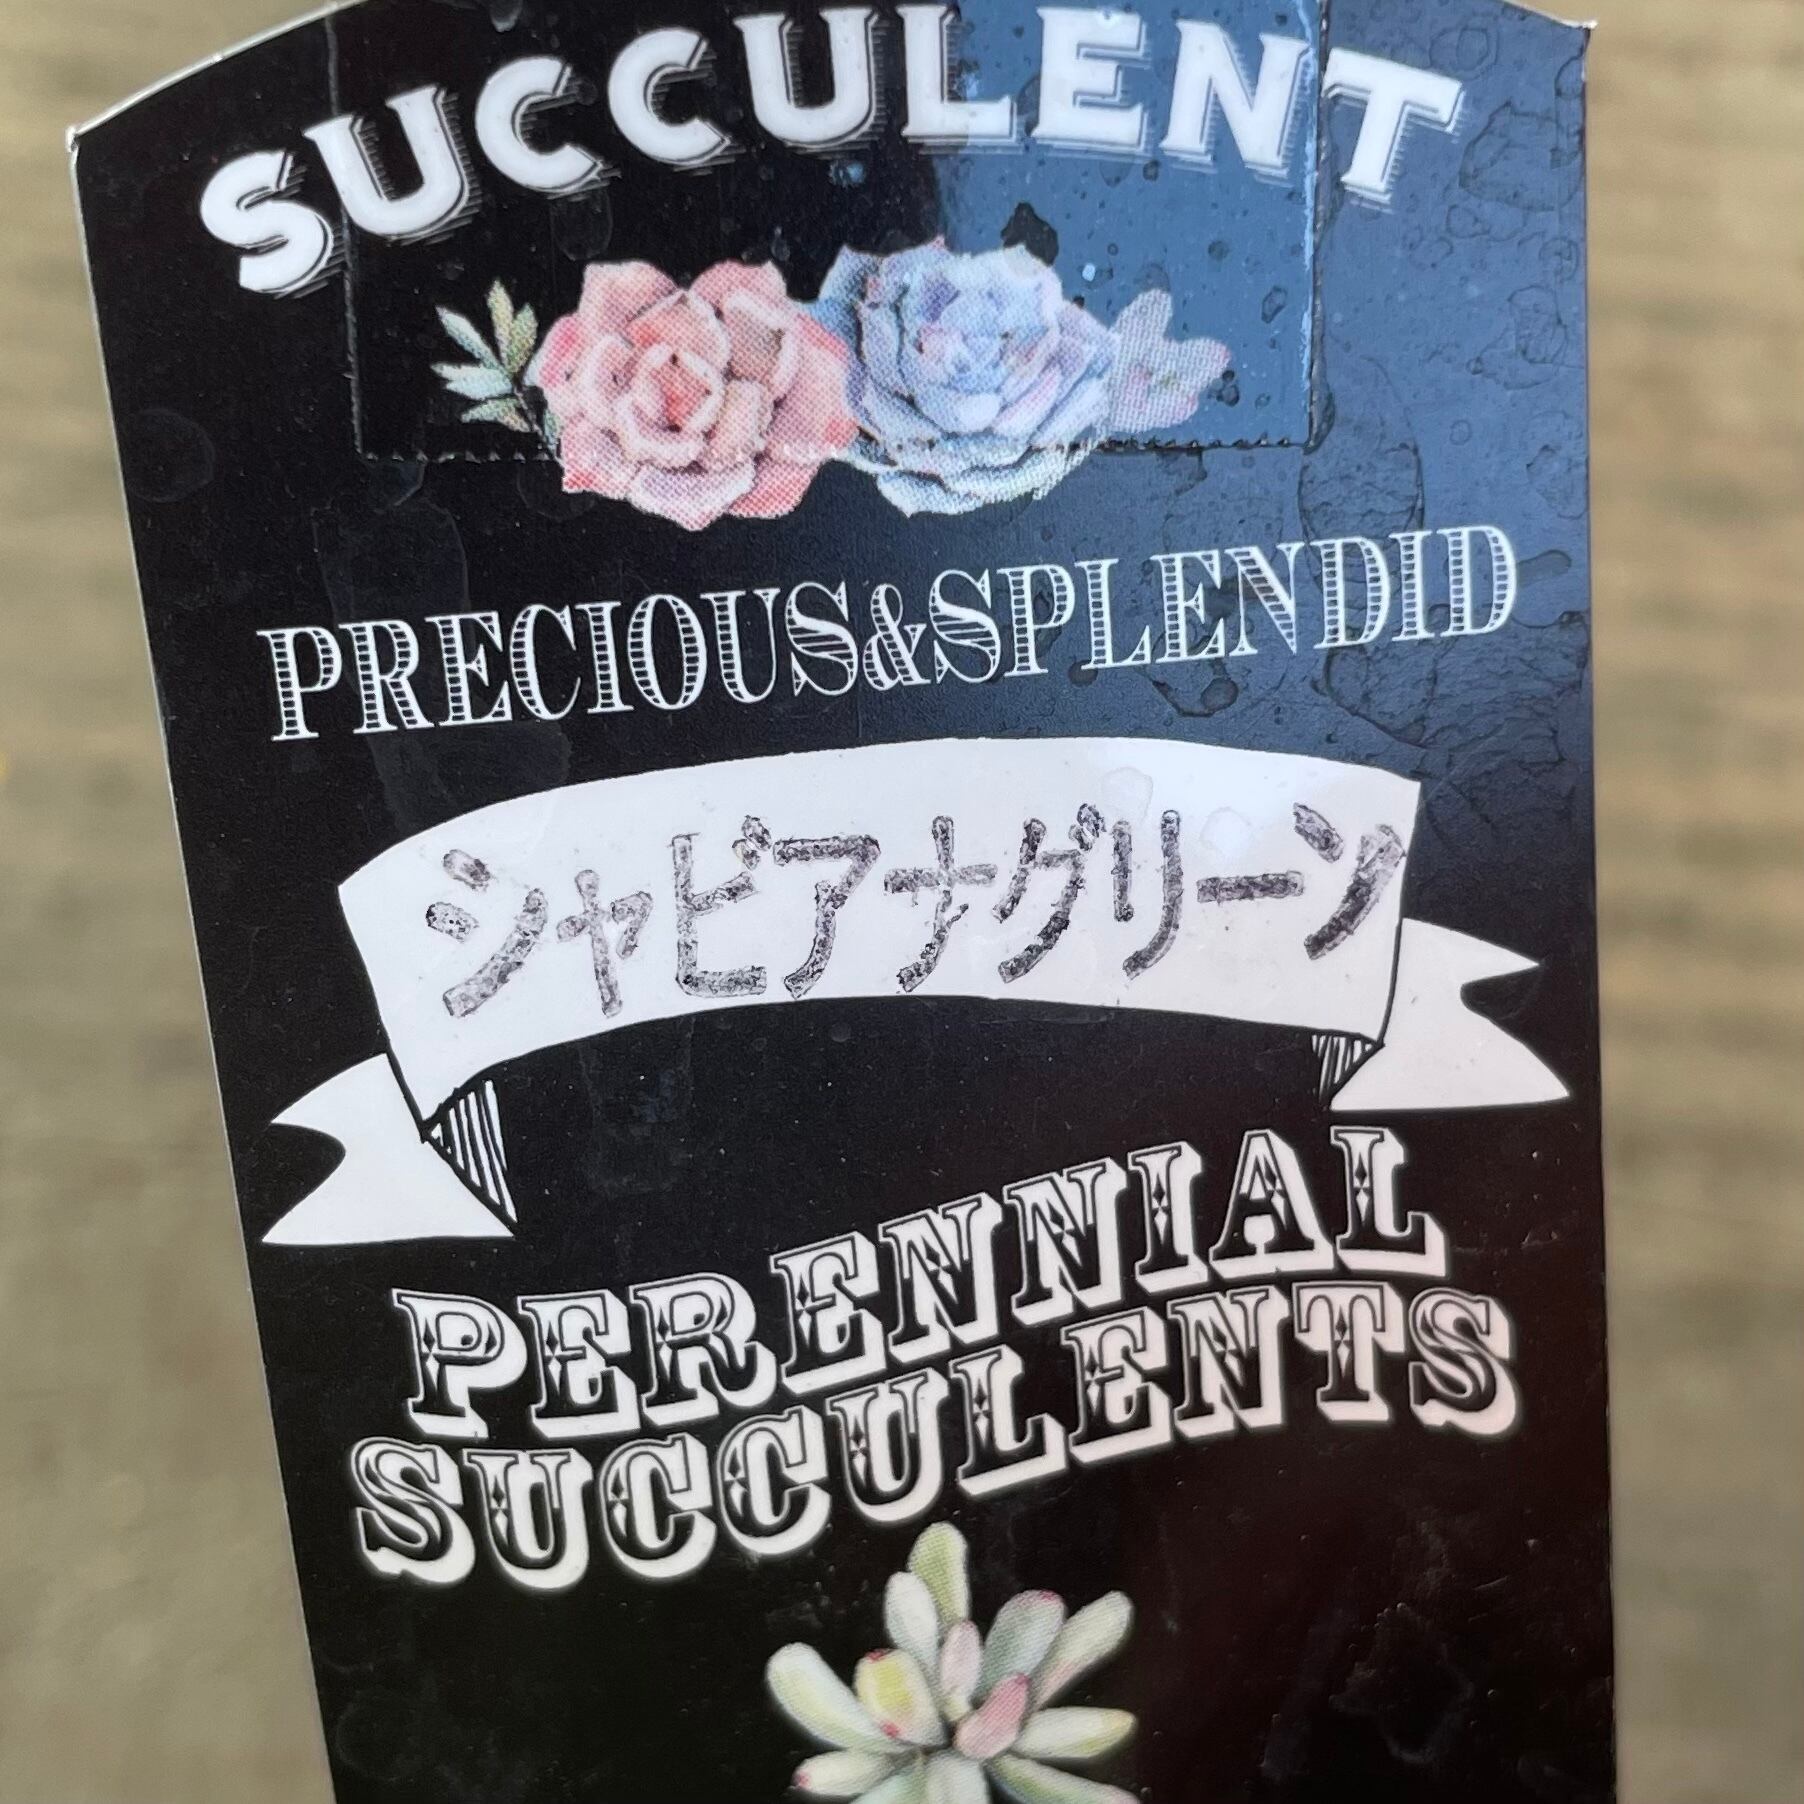 SUCCULENT
PRECIOUS&SPLENDID
シャビアナグリーン
PERENNIAL
SUCCULENTS